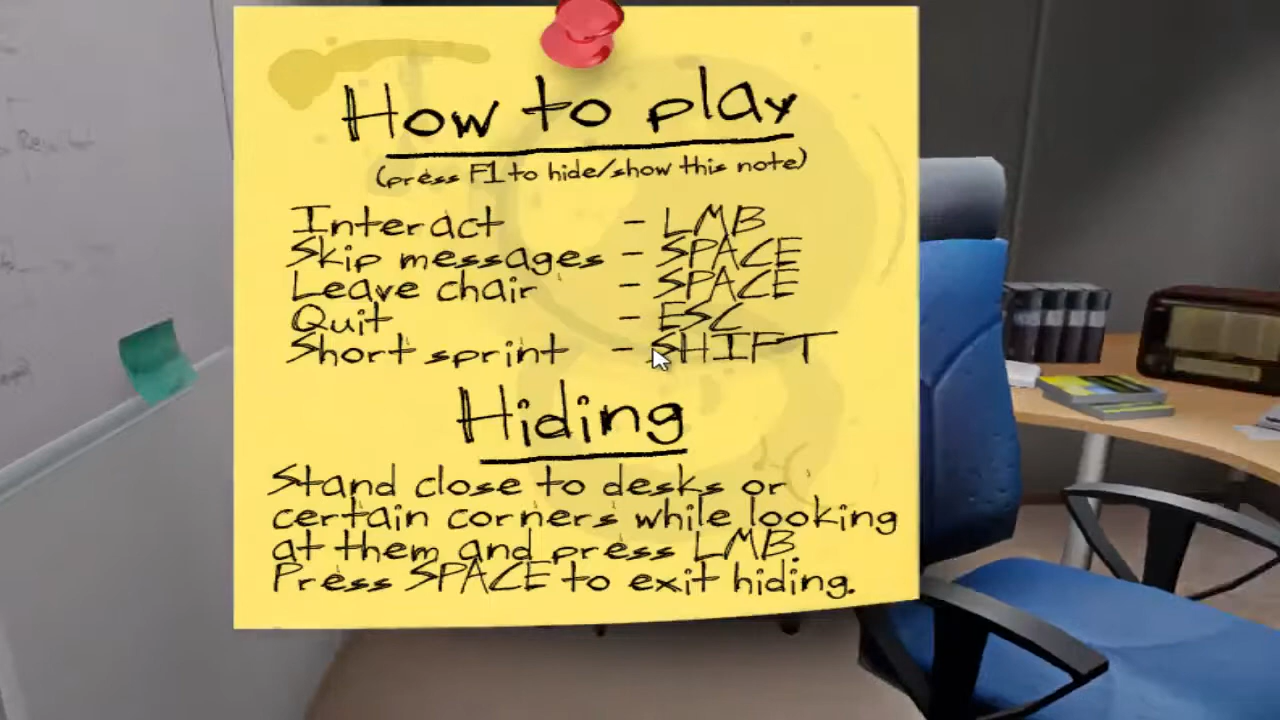 How to play
(press F1 to hide/show this note)
Interact - LMB
Skip messages - SPACE
Leave chair - SPACE
Quit - ESC
Short sprint - SHIFT
Hiding
Stand close to desks or
certain corners while looking
at them and press LMB.
Press SPACE to exit hiding.